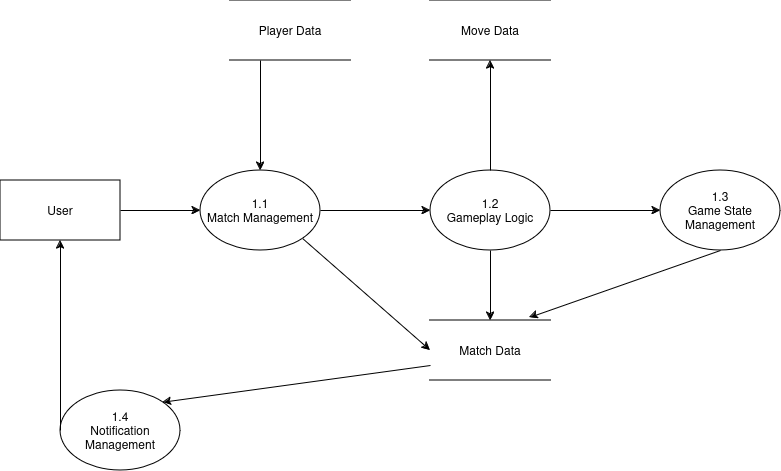 Player Data
Move Data
User
1.1
Match Management
1.2
Gameplay Logic
1.3
Game State
Management
Match Data
1.4
Notification
Management